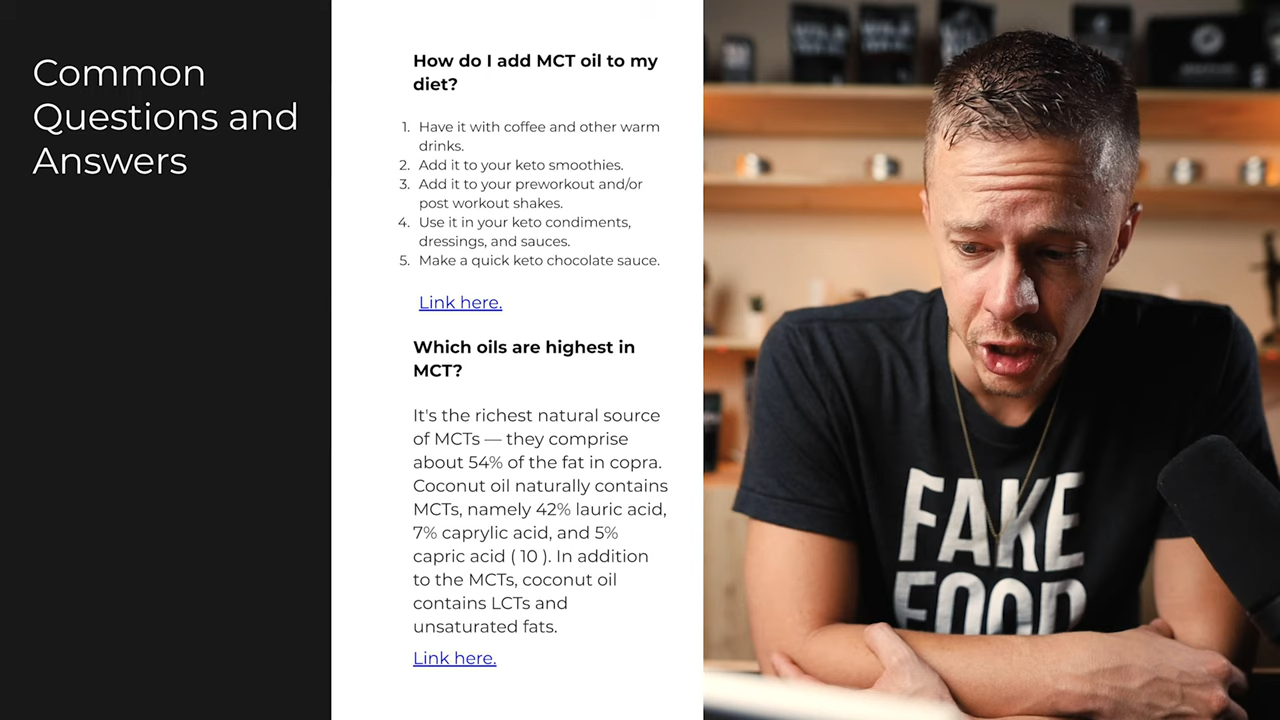 Common
Questions and
Answers
How do I add MCT oil to my
diet?
1. Have it with coffee and other warm
drinks.
2. Add it to your keto smoothies.
3. Add it to your preworkout and/or
post workout shakes.
4. Use it in your keto condiments,
dressings, and sauces.
5. Make a quick keto chocolate sauce.
Link here.
Which oils are highest in
MCT?
It's the richest natural source
of MCTs — they comprise
about 54% of the fat in copra.
Coconut oil naturally contains
MCTs, namely 42% lauric acid,
7% caprylic acid, and 5%
capric acid ( 10 ). In addition
to the MCTs, coconut oil
contains LCTs and
unsaturated fats.
Link here.
FAKE
FOOD